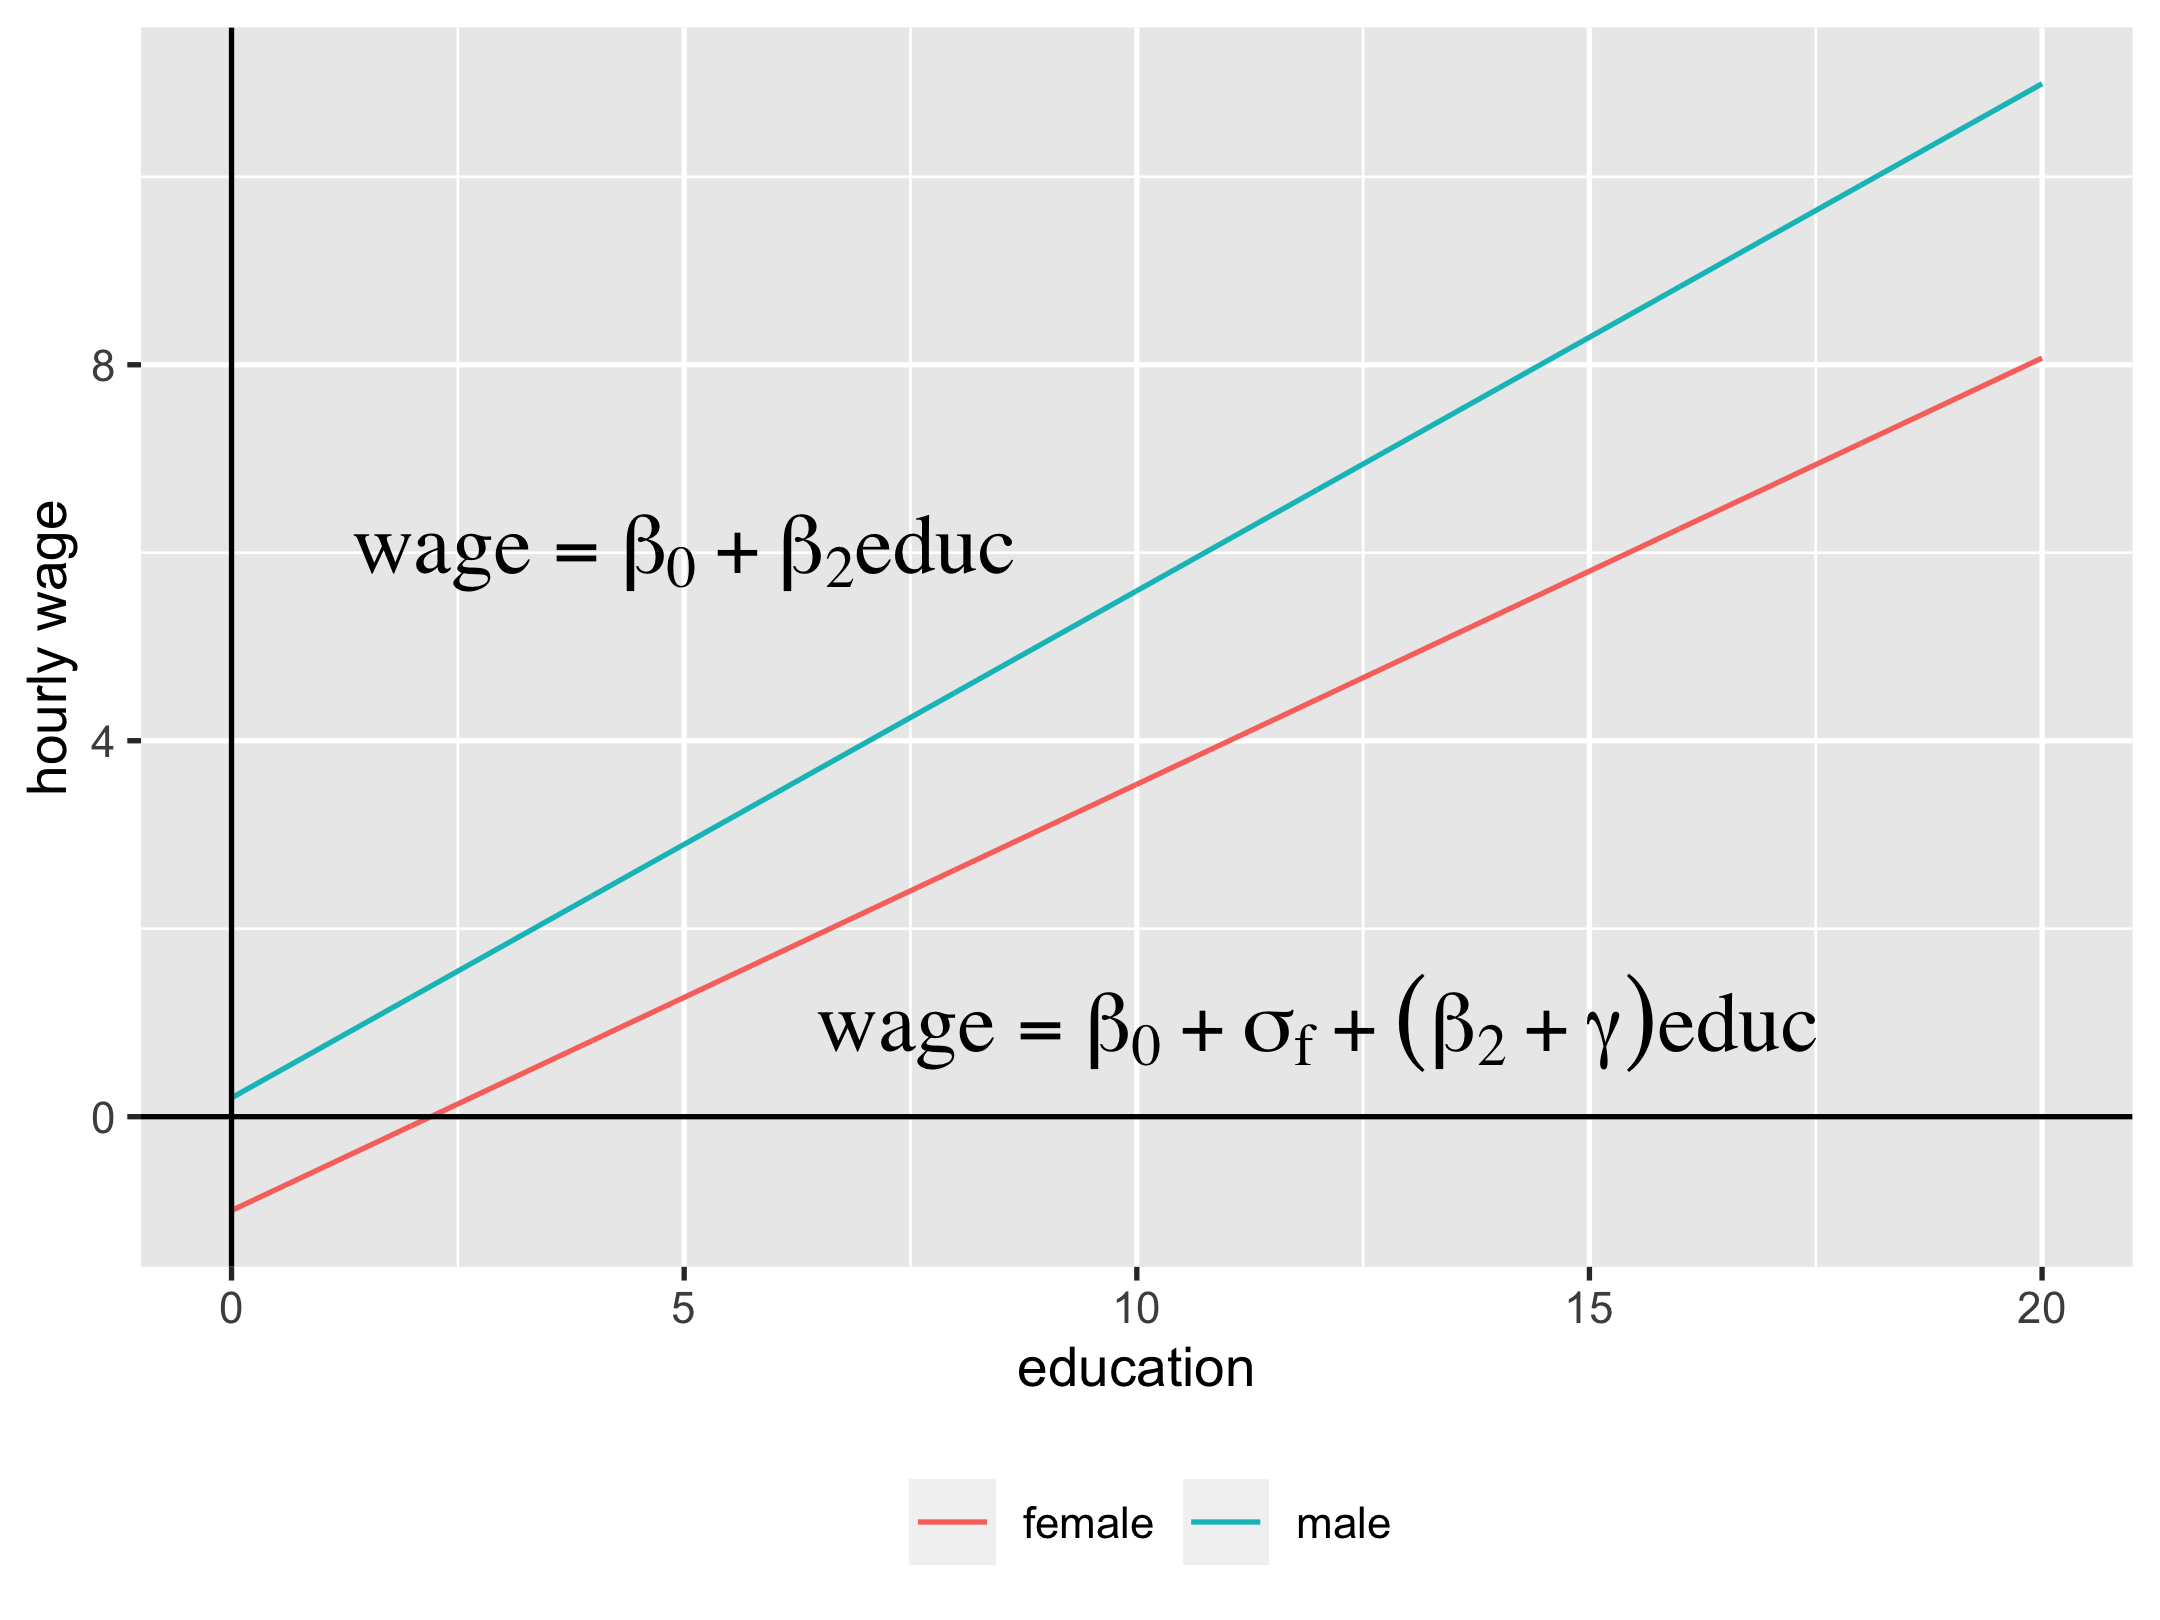 hourly wage
8
4
0
wage = β₀ + β₂educ
wage = β₀ + σf + (β₂ + γ)educ
0 5 10 15 20
education
female male